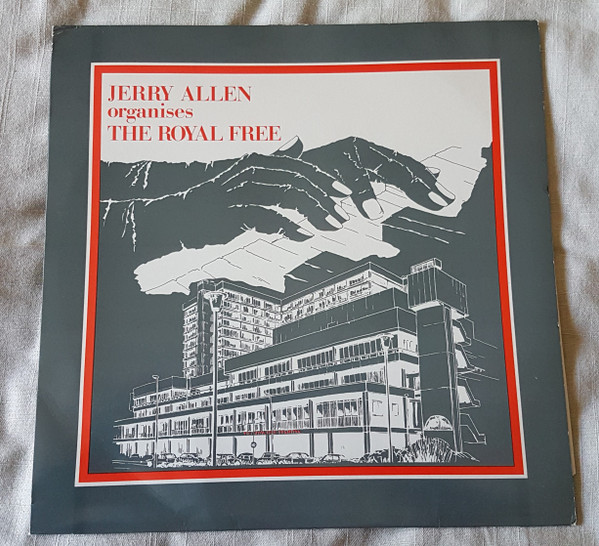 JERRY ALLEN
organises
THE ROYAL FREE